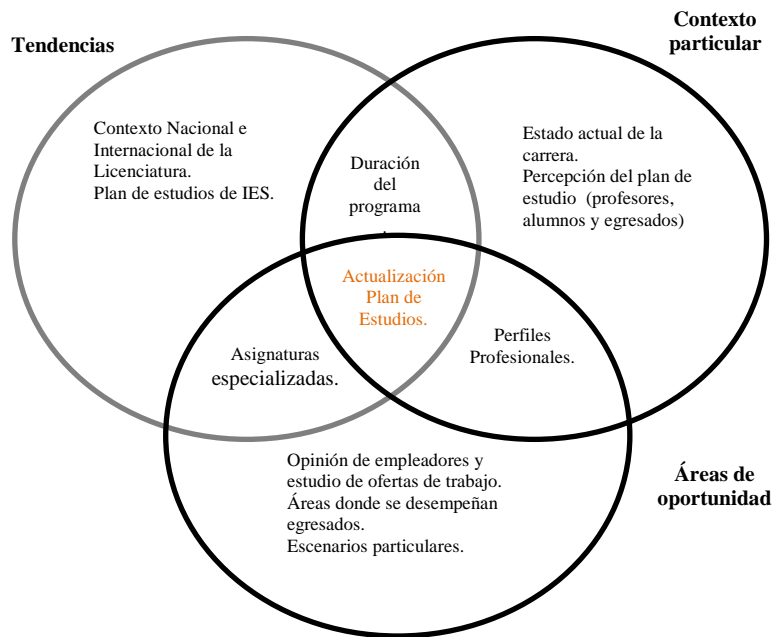 Contexto
particular
Tendencias
Contexto Nacional e
Internacional de la
Licenciatura.
Plan de estudios de IES.
Duración
del
programa
.
Estado actual de la
carrera.
Percepción del plan de
estudio (profesores,
alumnos y egresados)
Actualización
Plan de
Estudios.
Asignaturas
especializadas.
Perfiles
Profesionales.
Opinión de empleadores y
estudio de ofertas de trabajo.
Áreas donde se desempeñan
egresados.
Escenarios particulares.
Áreas de
oportunidad